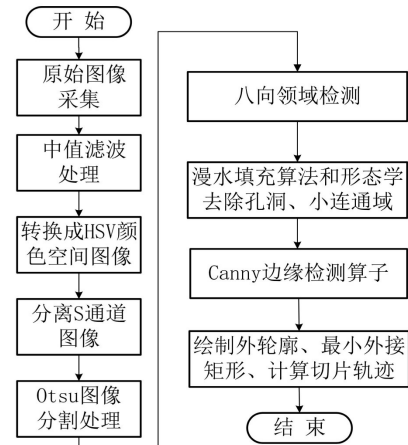 开 始
原始图像
采集
中值滤波
处理
转换成HSV颜
色空间图像
分离S通道
图像
Otsu图像
分割处理
八向领域检测
漫水填充算法和形态学
去除孔洞、小连通域
Canny边缘检测算子
绘制外轮廓、最小外接
矩形、计算切片轨迹
结 束